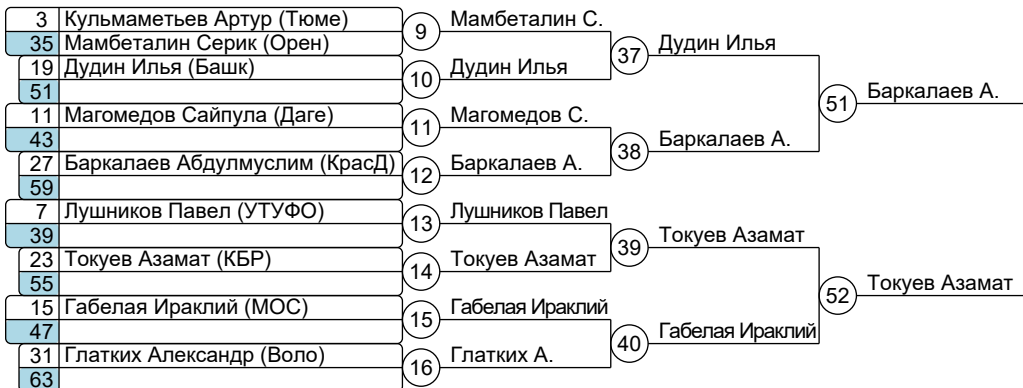 3 Кульмаметьев Артур (Тюме)
35 Мамбеталин Серик (Орен)
9 Мамбеталин С.
19 Дудин Илья (Башк)
51
10 Дудин Илья
37 Дудин Илья
11 Магомедов Сайпула (Даге)
43
11 Магомедов С.
27 Баркалаев Абдулмуслим (КрасД)
59
12 Баркалаев А.
38 Баркалаев А.
51 Баркалаев А.
7 Лушников Павел (УТУФО)
39
13 Лушников Павел
23 Токуев Азамат (КБР)
55
14 Токуев Азамат
39 Токуев Азамат
15 Габелая Ираклий (МОС)
47
15 Габелая Ираклий
31 Глатких Александр (Воло)
63
16 Глатких А.
40 Габелая Ираклий
52 Токуев Азамат